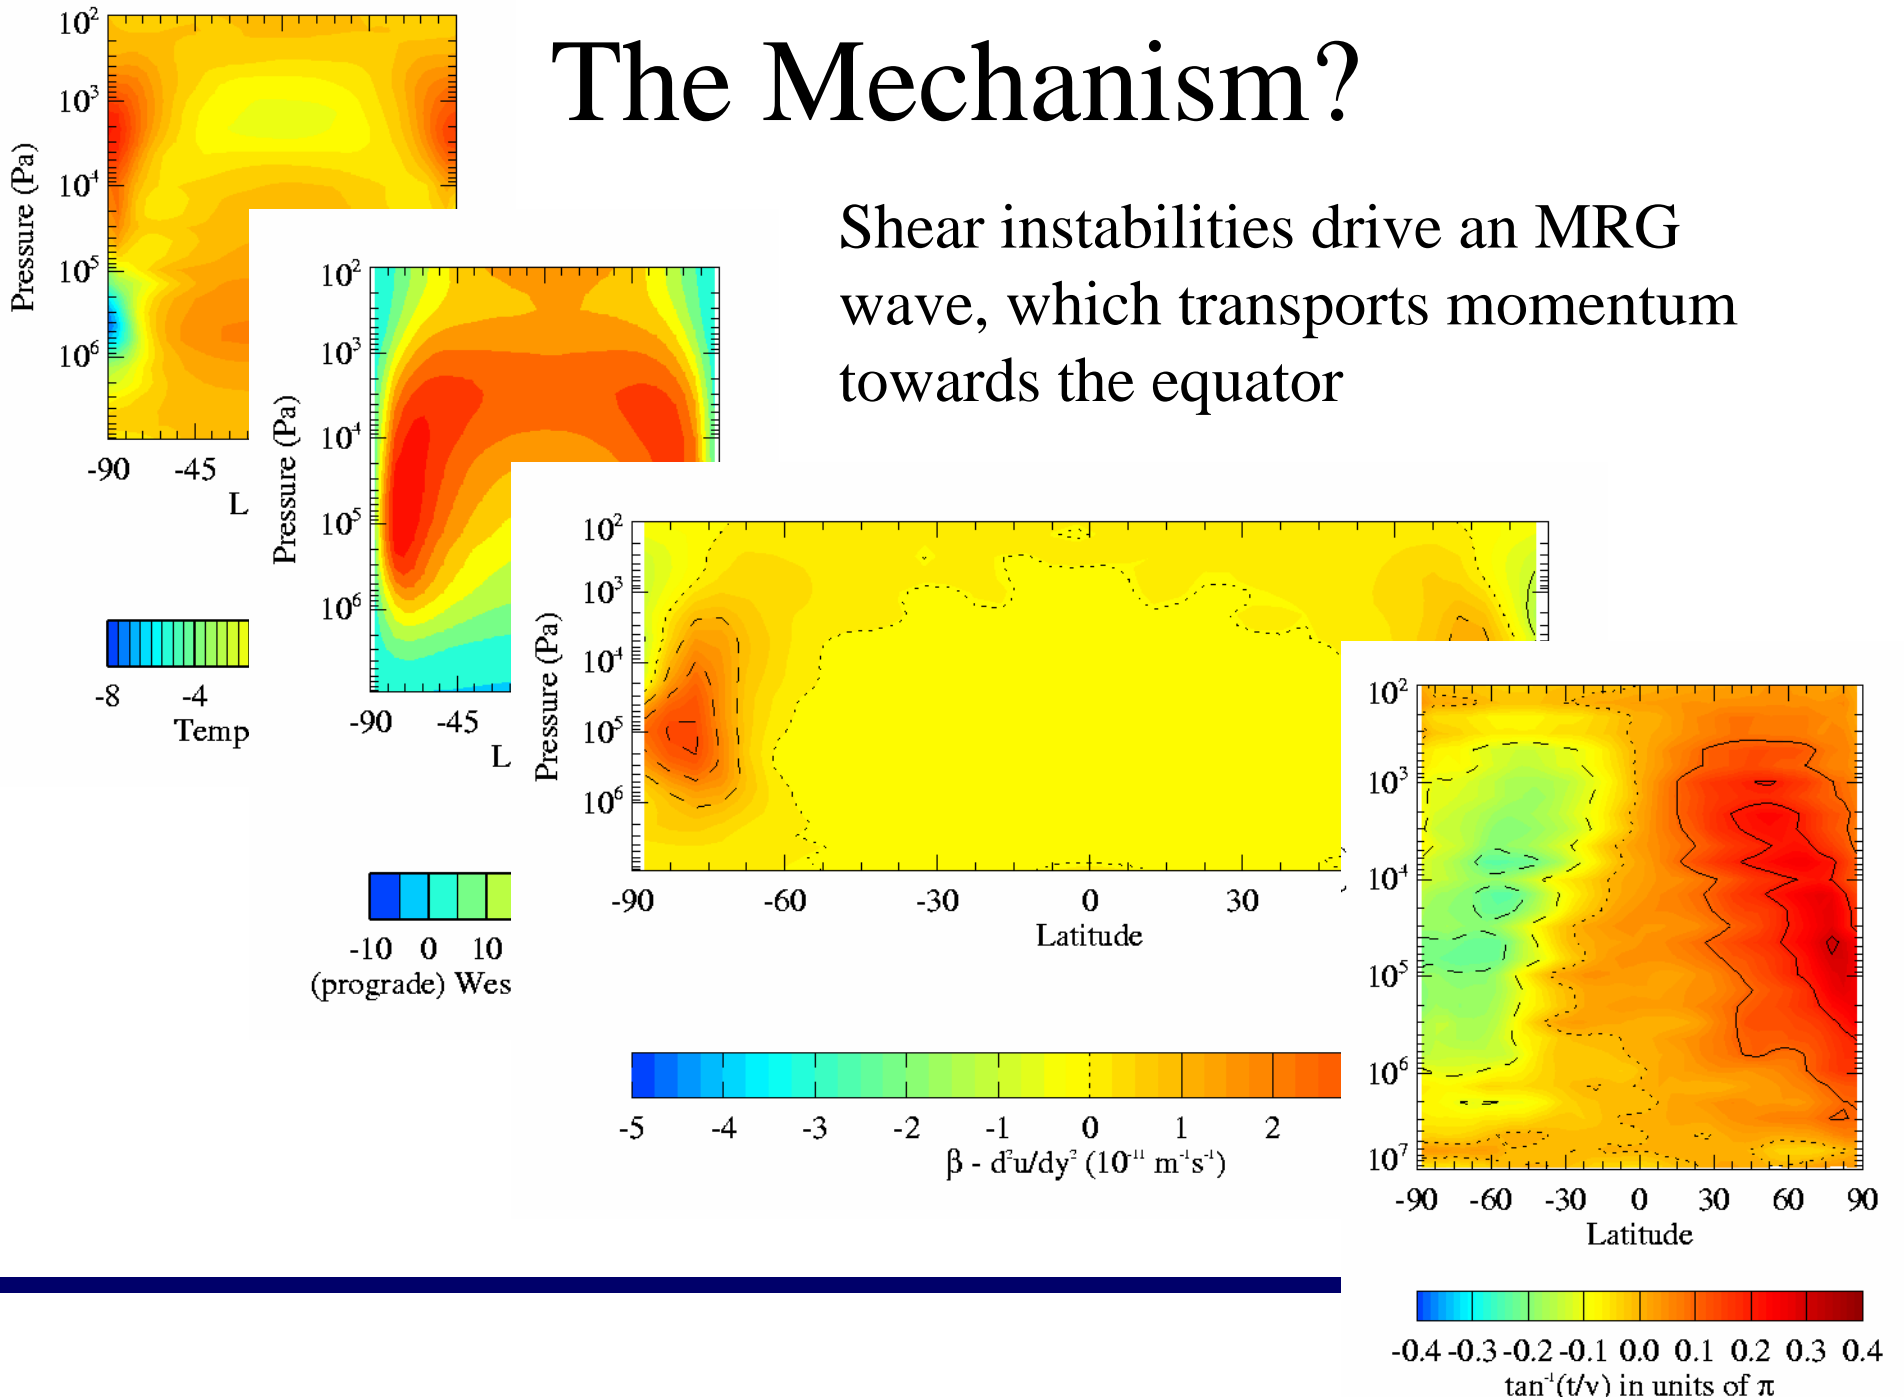 The Mechanism?
Shear instabilities drive an MRG
wave, which transports momentum
towards the equator
10²
10³
10⁴
10⁵
10⁶
Pressure (Pa)
-90 -45
L
-8 -4
Temp
10²
10³
10⁴
10⁵
10⁶
Pressure (Pa)
-90 -45
L
-10 0 10
(prograde) Wes
10²
10³
10⁴
10⁵
10⁶
Pressure (Pa)
-90 -60 -30 0 30
Latitude
-5 -4 -3 -2 -1 0 1 2
β - d²u/dy² (10⁻¹¹ m⁻¹s⁻¹)
10²
10³
10⁴
10⁵
10⁶
10⁷
-90 -60 -30 0 30 60 90
Latitude
-0.4 -0.3 -0.2 -0.1 0.0 0.1 0.2 0.3 0.4
tan⁻¹(t/v) in units of π